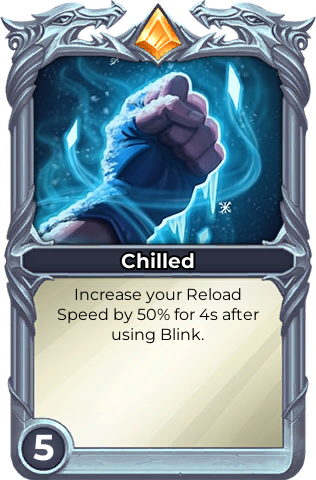 Chilled
Increase your Reload
Speed by 50% for 4s after
using Blink.
5